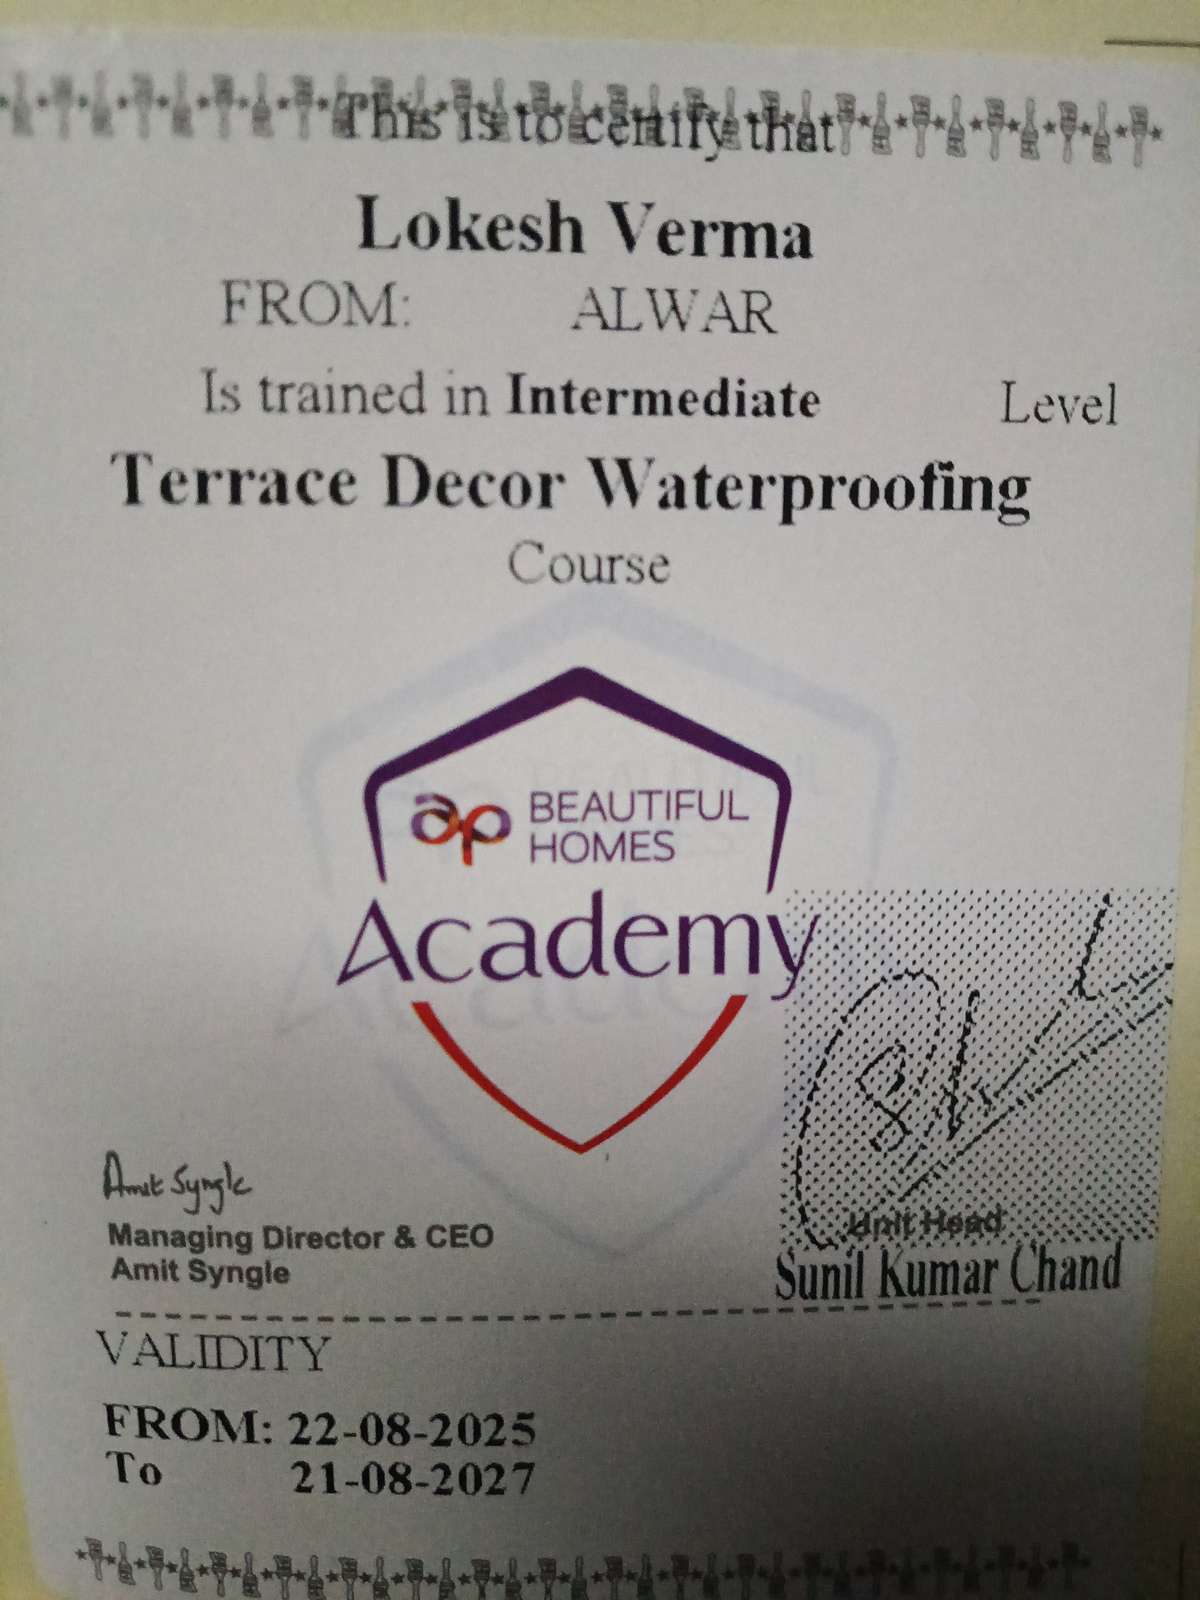 This is to certify that
Lokesh Verma
FROM: ALWAR
Is trained in Intermediate Level
Terrace Decor Waterproofing
Course
ap BEAUTIFUL
HOMES
Academy
Amit Syngle
Managing Director & CEO
Amit Syngle
Unit Head
Sunil Kumar Chand
VALIDITY
FROM: 22-08-2025
To 21-08-2027